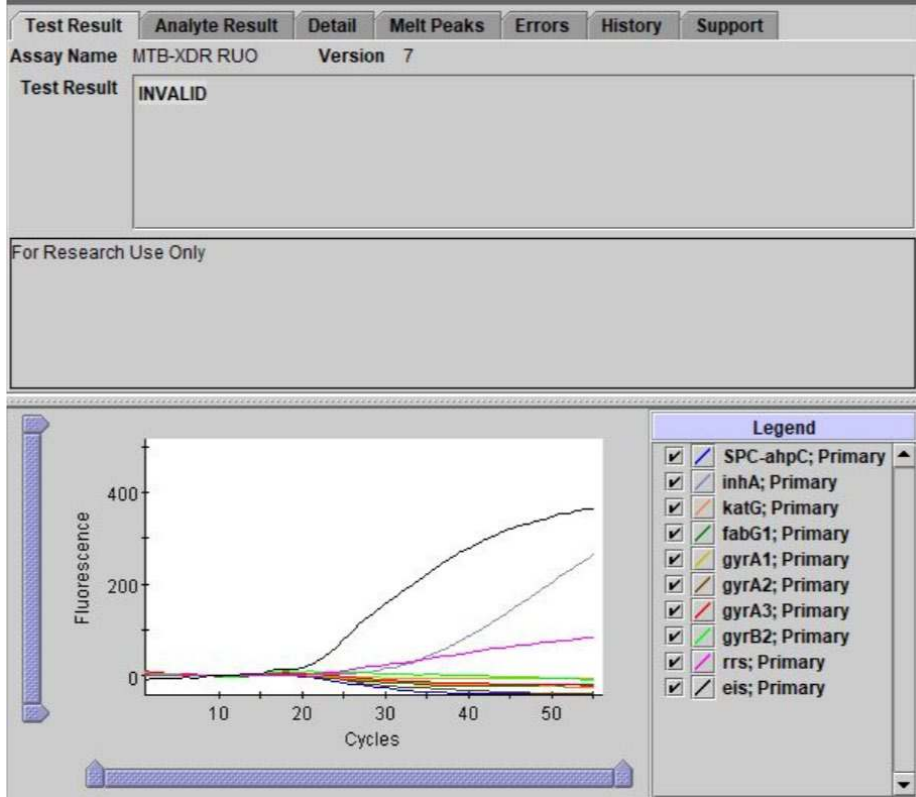 Test Result Analyte Result Detail Melt Peaks Errors History Support
Assay Name MTB-XDR RUO Version 7
Test Result INVALID
For Research Use Only
Legend
SPC-ahpC; Primary
inhA; Primary
katG; Primary
fabG1; Primary
gyrA1; Primary
gyrA2; Primary
gyrA3; Primary
gyrB2; Primary
rrs; Primary
eis; Primary
Fluorescence
400
200
0
10 20 30 40 50
Cycles